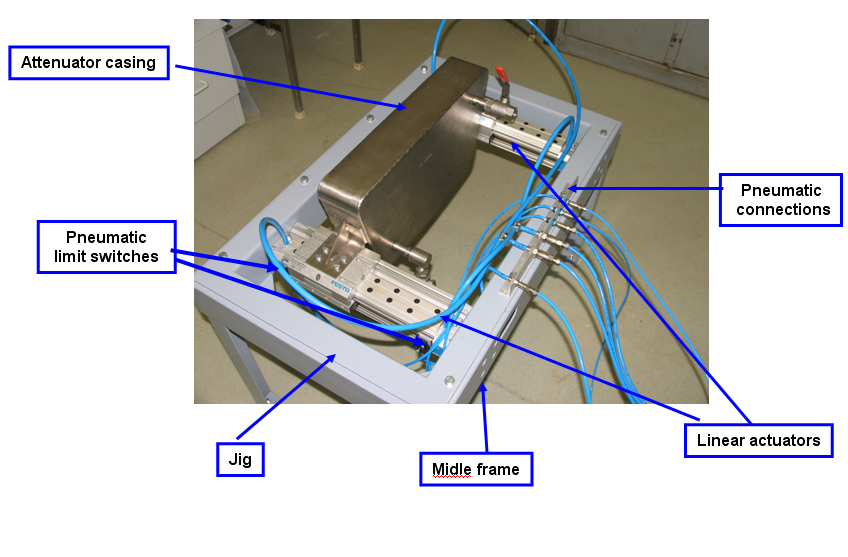 Attenuator casing
Pneumatic
connections
Pneumatic
limit switches
FESTO
Linear actuators
Jig
Midle frame